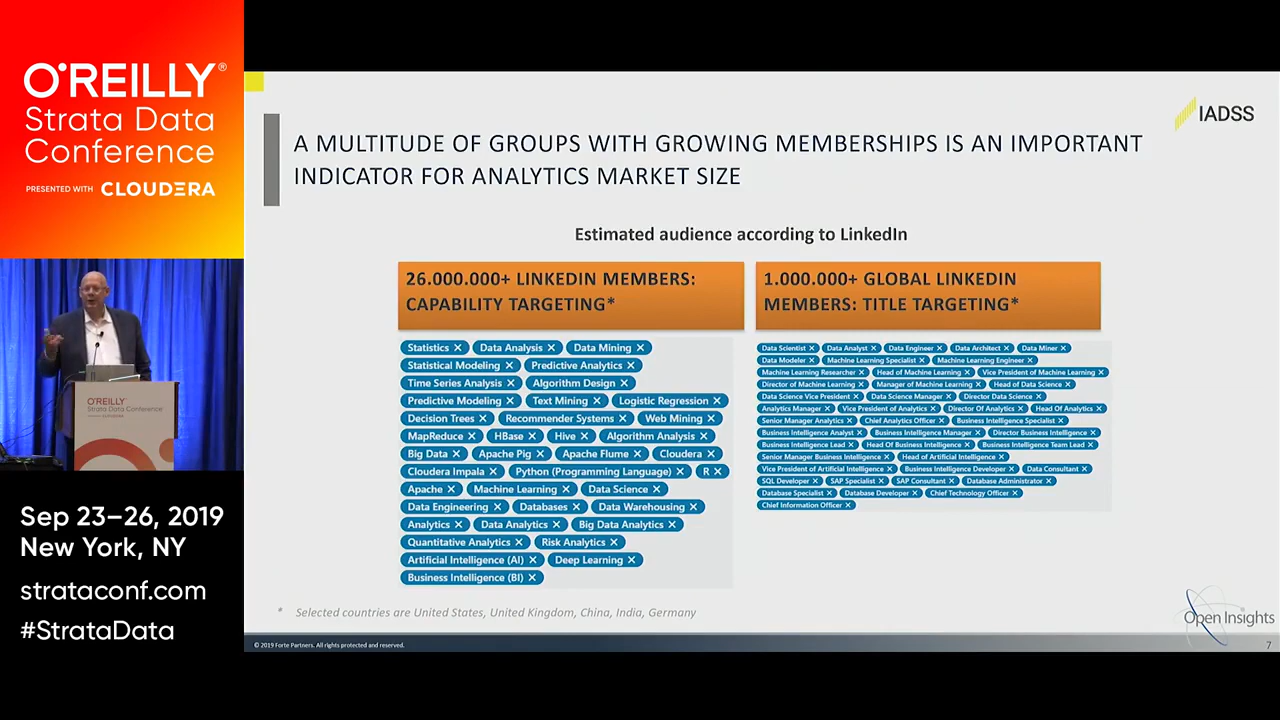 O'REILLY®
Strata Data
Conference
PRESENTED WITH CLOUDERA
O'REILLY
Strata Data Conference
Sep 23–26, 2019
New York, NY
strataconf.com
#StrataData
IADSS
A MULTITUDE OF GROUPS WITH GROWING MEMBERSHIPS IS AN IMPORTANT
INDICATOR FOR ANALYTICS MARKET SIZE
Estimated audience according to LinkedIn
26.000.000+ LINKEDIN MEMBERS:
CAPABILITY TARGETING*
Statistics ✕ Data Analysis ✕ Data Mining ✕
Statistical Modeling ✕ Predictive Analytics ✕
Time Series Analysis ✕ Algorithm Design ✕
Predictive Modeling ✕ Text Mining ✕ Logistic Regression ✕
Decision Trees ✕ Recommender Systems ✕ Web Mining ✕
MapReduce ✕ HBase ✕ Hive ✕ Algorithm Analysis ✕
Big Data ✕ Apache Pig ✕ Apache Flume ✕ Cloudera ✕
Cloudera Impala ✕ Python (Programming Language) ✕ R ✕
Apache ✕ Machine Learning ✕ Data Science ✕
Data Engineering ✕ Databases ✕ Data Warehousing ✕
Analytics ✕ Data Analytics ✕ Big Data Analytics ✕
Quantitative Analytics ✕ Risk Analytics ✕
Artificial Intelligence (AI) ✕ Deep Learning ✕
Business Intelligence (BI) ✕
1.000.000+ GLOBAL LINKEDIN
MEMBERS: TITLE TARGETING*
Data Scientist ✕ Data Analyst ✕ Data Engineer ✕ Data Architect ✕ Data Miner ✕
Data Modeler ✕ Machine Learning Specialist ✕ Machine Learning Engineer ✕
Machine Learning Researcher ✕ Head of Machine Learning ✕ Vice President of Machine Learning ✕
Director of Machine Learning ✕ Manager of Machine Learning ✕ Head of Data Science ✕
Data Science Vice President ✕ Data Science Manager ✕ Director Data Science ✕
Analytics Manager ✕ Vice President of Analytics ✕ Director Of Analytics ✕ Head Of Analytics ✕
Senior Manager Analytics ✕ Chief Analytics Officer ✕ Business Intelligence Specialist ✕
Business Intelligence Analyst ✕ Business Intelligence Manager ✕ Director Business Intelligence ✕
Business Intelligence Lead ✕ Head Of Business Intelligence ✕ Business Intelligence Team Lead ✕
Senior Manager Business Intelligence ✕ Head of Artificial Intelligence ✕
Vice President of Artificial Intelligence ✕ Business Intelligence Developer ✕ Data Consultant ✕
SQL Developer ✕ SAP Specialist ✕ SAP Consultant ✕ Database Administrator ✕
Database Specialist ✕ Database Developer ✕ Chief Technology Officer ✕
Chief Information Officer ✕
* Selected countries are United States, United Kingdom, China, India, Germany
Open Insights
© 2019 Forte Partners. All rights protected and reserved.
7